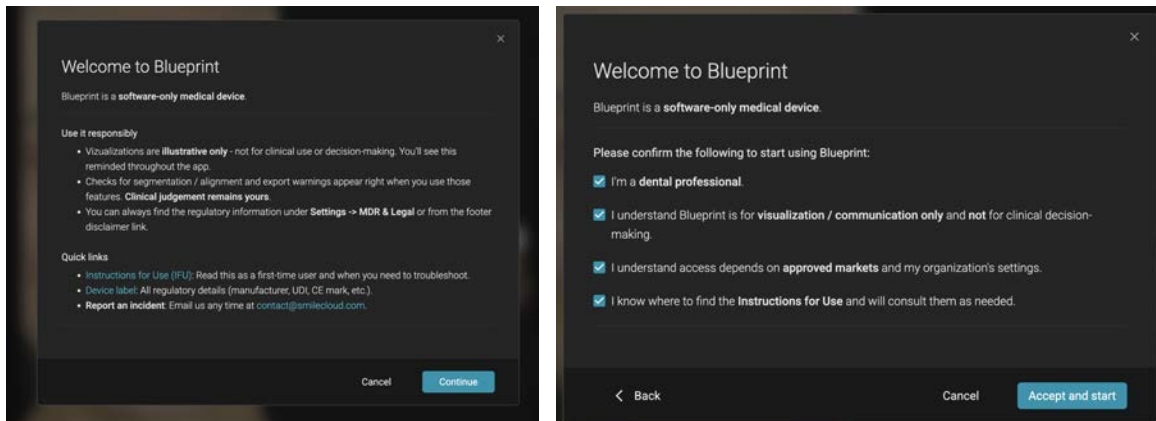 Welcome to Blueprint
Blueprint is a software-only medical device.
Use it responsibly
• Vizualizations are illustrative only - not for clinical use or decision-making. You'll see this
reminded throughout the app.
• Checks for segmentation / alignment and export warnings appear right when you use those
features. Clinical judgement remains yours.
• You can always find the regulatory information under Settings -> MDR & Legal or from the footer
disclaimer link.
Quick links
• Instructions for Use (IFU): Read this as a first-time user and when you need to troubleshoot.
• Device label: All regulatory details (manufacturer, UDI, CE mark, etc.).
• Report an incident: Email us any time at contact@smilecloud.com.
Cancel Continue
Welcome to Blueprint
Blueprint is a software-only medical device.
Please confirm the following to start using Blueprint:
I'm a dental professional.
I understand Blueprint is for visualization / communication only and not for clinical decision-
making.
I understand access depends on approved markets and my organization's settings.
I know where to find the Instructions for Use and will consult them as needed.
Back Cancel Accept and start